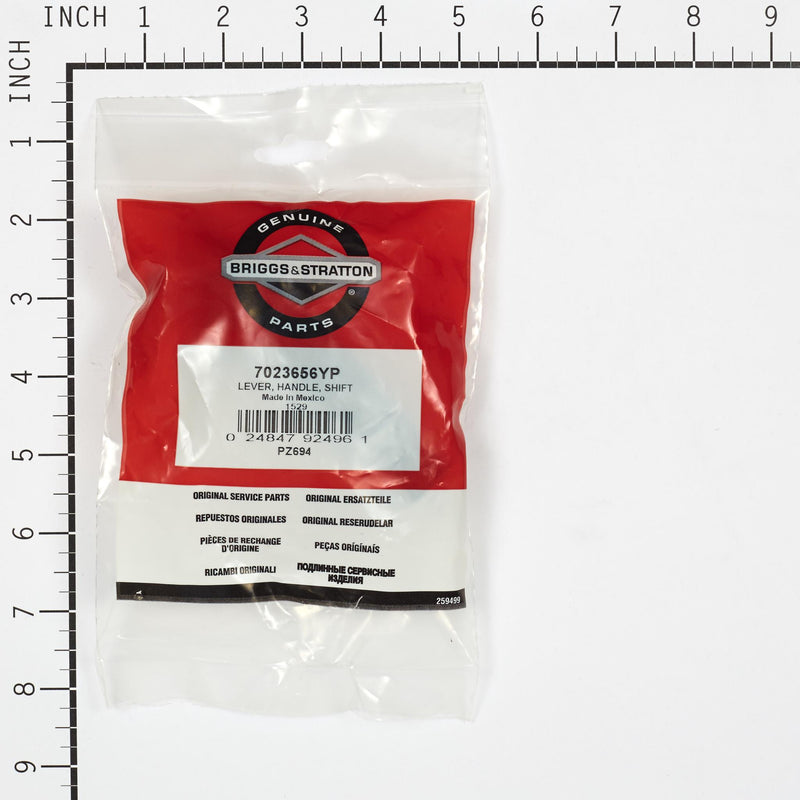 INCH 1 2 3 4 5 6 7 8 9
INCH 1 2 3 4 5 6 7 8 9
GENUINE
BRIGGS&STRATTON
®
PARTS
7023656YP
LEVER, HANDLE, SHIFT
Made in Mexico
1529
0 24847 92496 1
PZ694
ORIGINAL SERVICE PARTS ORIGINAL ERSATZTEILE
REPUESTOS ORIGINALES ORIGINAL RESERUDELAR
PIÈCES DE RECHANGE
D'ORIGINE
PEÇAS ORÍGÍNAÍS
RICAMBI ORIGINALI
ПОДЛИННЫЕ СЕРВИСНЫЕ
ИЗДЕЛИЯ
259499